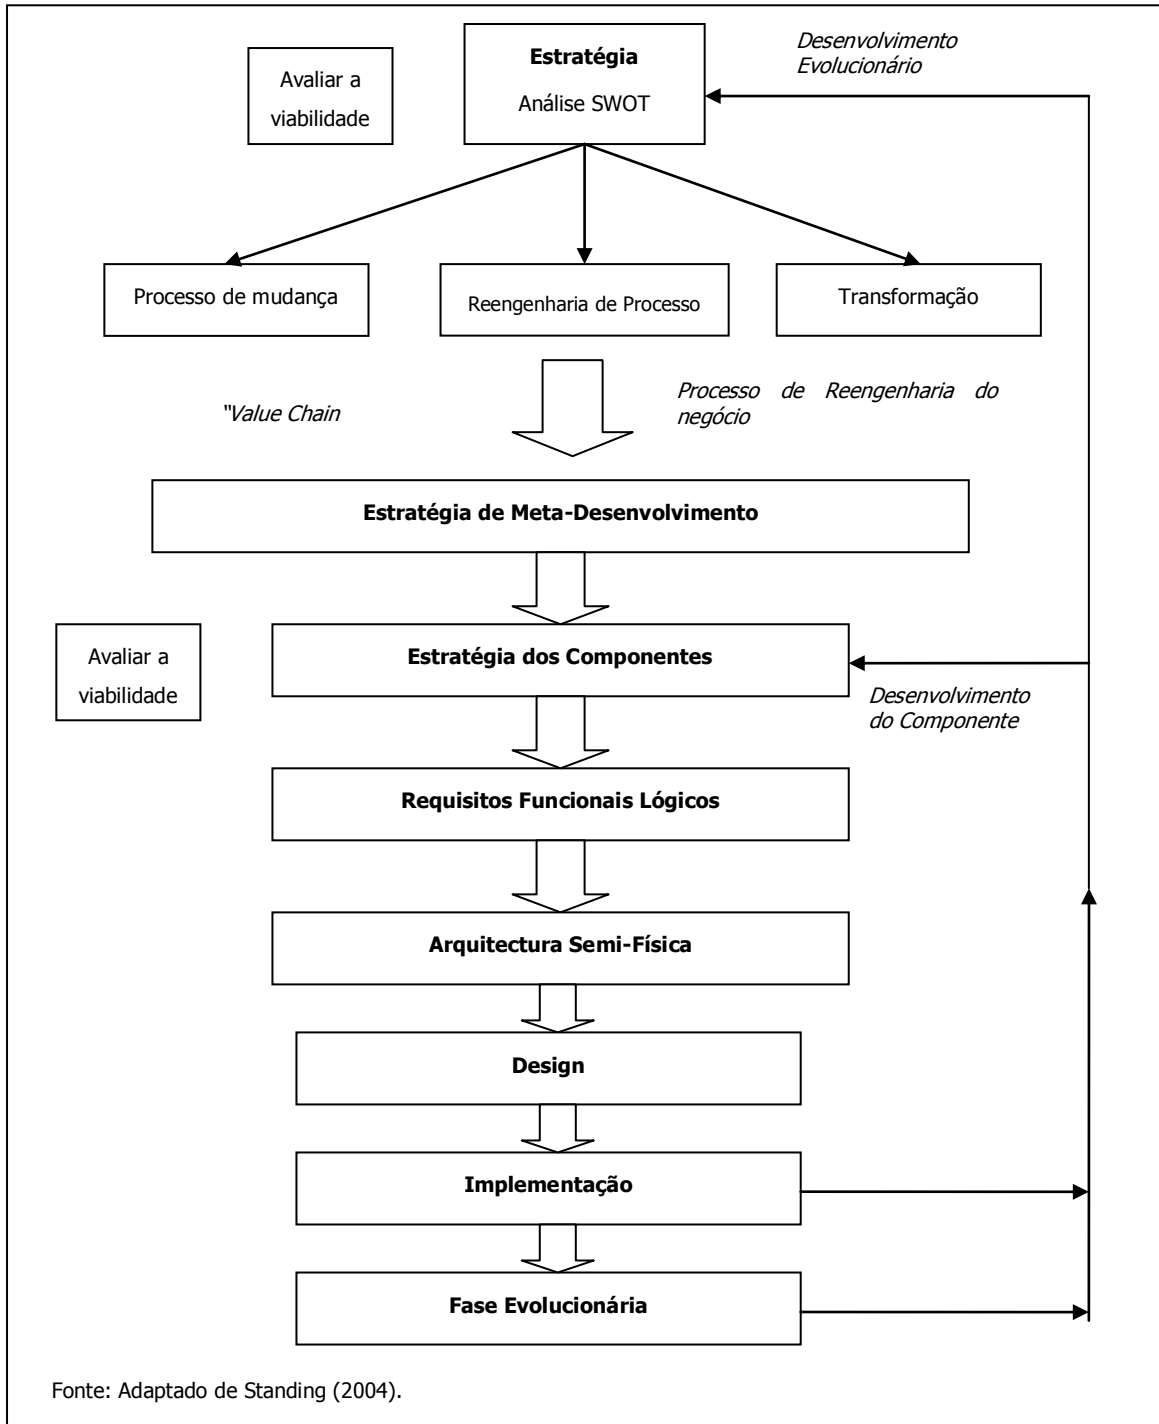 Desenvolvimento
Evolucionário
Estratégia
Análise SWOT
Avaliar a
viabilidade
Processo de mudança
Reengenharia de Processo
Transformação
“Value Chain
Processo de Reengenharia do
negócio
Estratégia de Meta-Desenvolvimento
Avaliar a
viabilidade
Estratégia dos Componentes
Desenvolvimento
do Componente
Requisitos Funcionais Lógicos
Arquitectura Semi-Física
Design
Implementação
Fase Evolucionária
Fonte: Adaptado de Standing (2004).